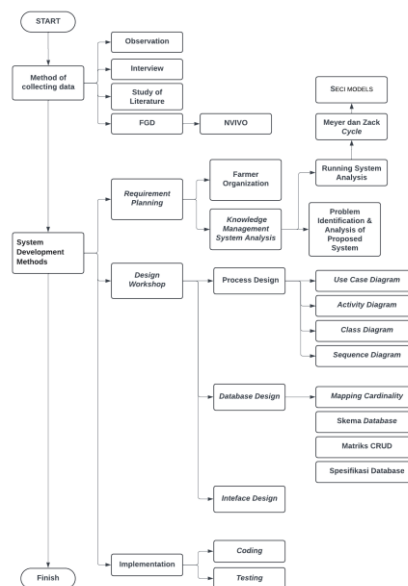 START
Observation
Method of
collecting data
Interview
Study of
Literature
FGD
NVIVO
SECI MODELS
Meyer dan Zack
Cycle
Running System
Analysis
Requirement
Planning
Farmer
Organization
Knowledge
Management
System Analysis
Problem
Identification &
Analysis of
Proposed
System
System
Development
Methods
Design
Workshop
Process Design
Use Case Diagram
Activity Diagram
Class Diagram
Sequence Diagram
Database Design
Mapping Cardinality
Skema Database
Matriks CRUD
Spesifikasi Database
Inteface Design
Implementation
Coding
Testing
Finish